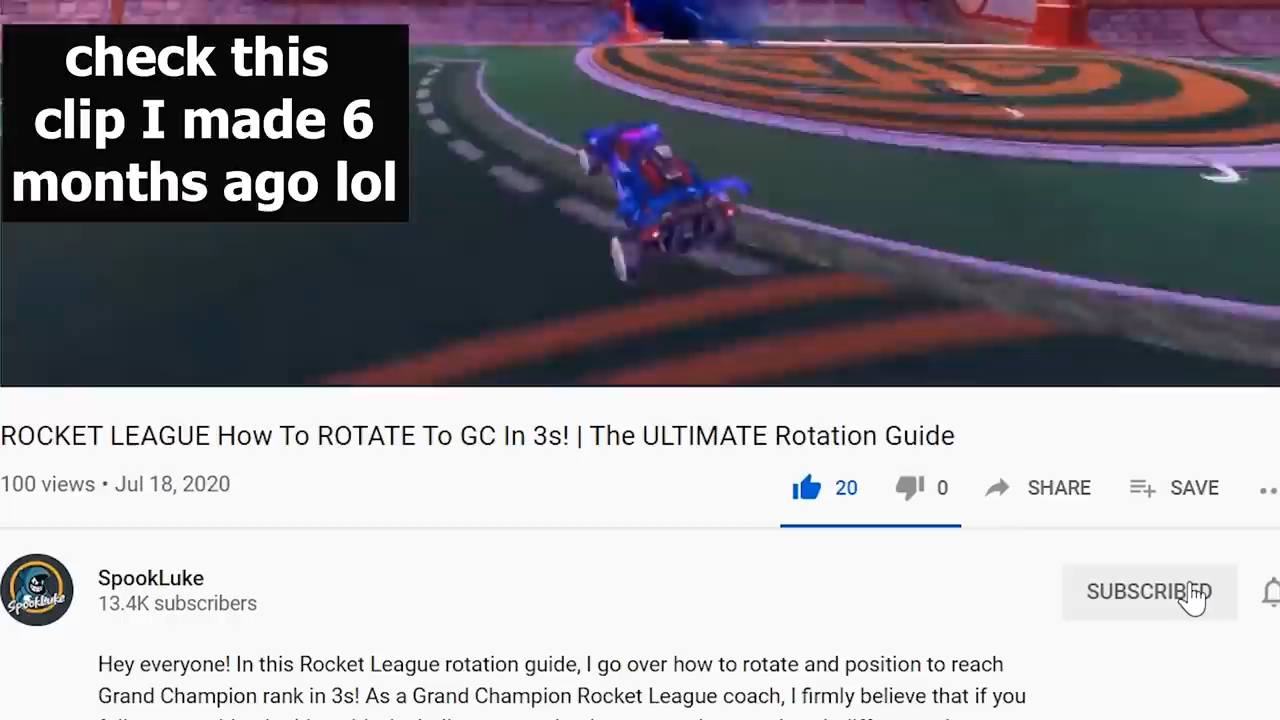 check this
clip I made 6
months ago lol
ROCKET LEAGUE How To ROTATE To GC In 3s! | The ULTIMATE Rotation Guide
100 views • Jul 18, 2020
20
0
SHARE
SAVE
SpookLuke
SpookLuke
13.4K subscribers
SUBSCRIBED
Hey everyone! In this Rocket League rotation guide, I go over how to rotate and position to reach
Grand Champion rank in 3s! As a Grand Champion Rocket League coach, I firmly believe that if you